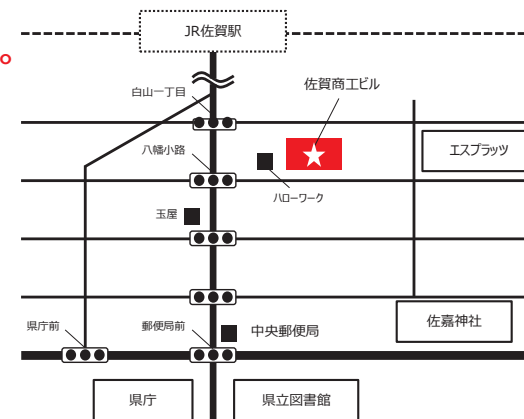 JR佐賀駅
白山一丁目
佐賀商工ビル
八幡小路
エスプラッツ
ハローワーク
玉屋
県庁前
郵便局前
中央郵便局
佐嘉神社
県庁
県立図書館